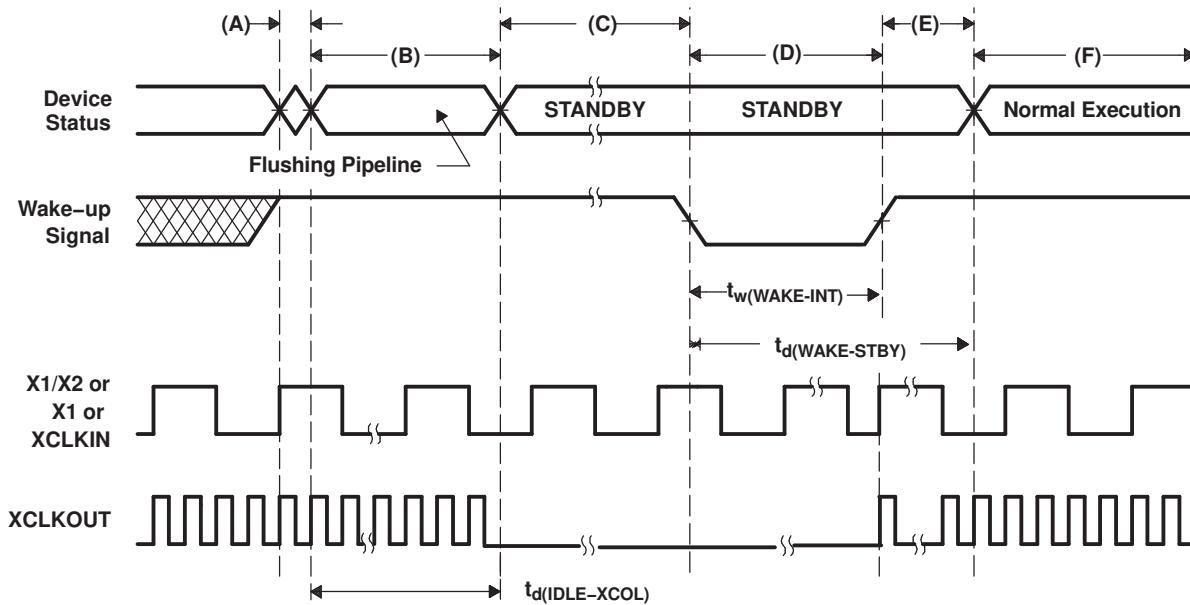 (A)
(C)
(E)
(B)
(D)
(F)
Device
Status
STANDBY
STANDBY
Normal Execution
Flushing Pipeline
Wake−up
Signal
tw(WAKE-INT)
td(WAKE-STBY)
X1/X2 or
X1 or
XCLKIN
XCLKOUT
td(IDLE−XCOL)